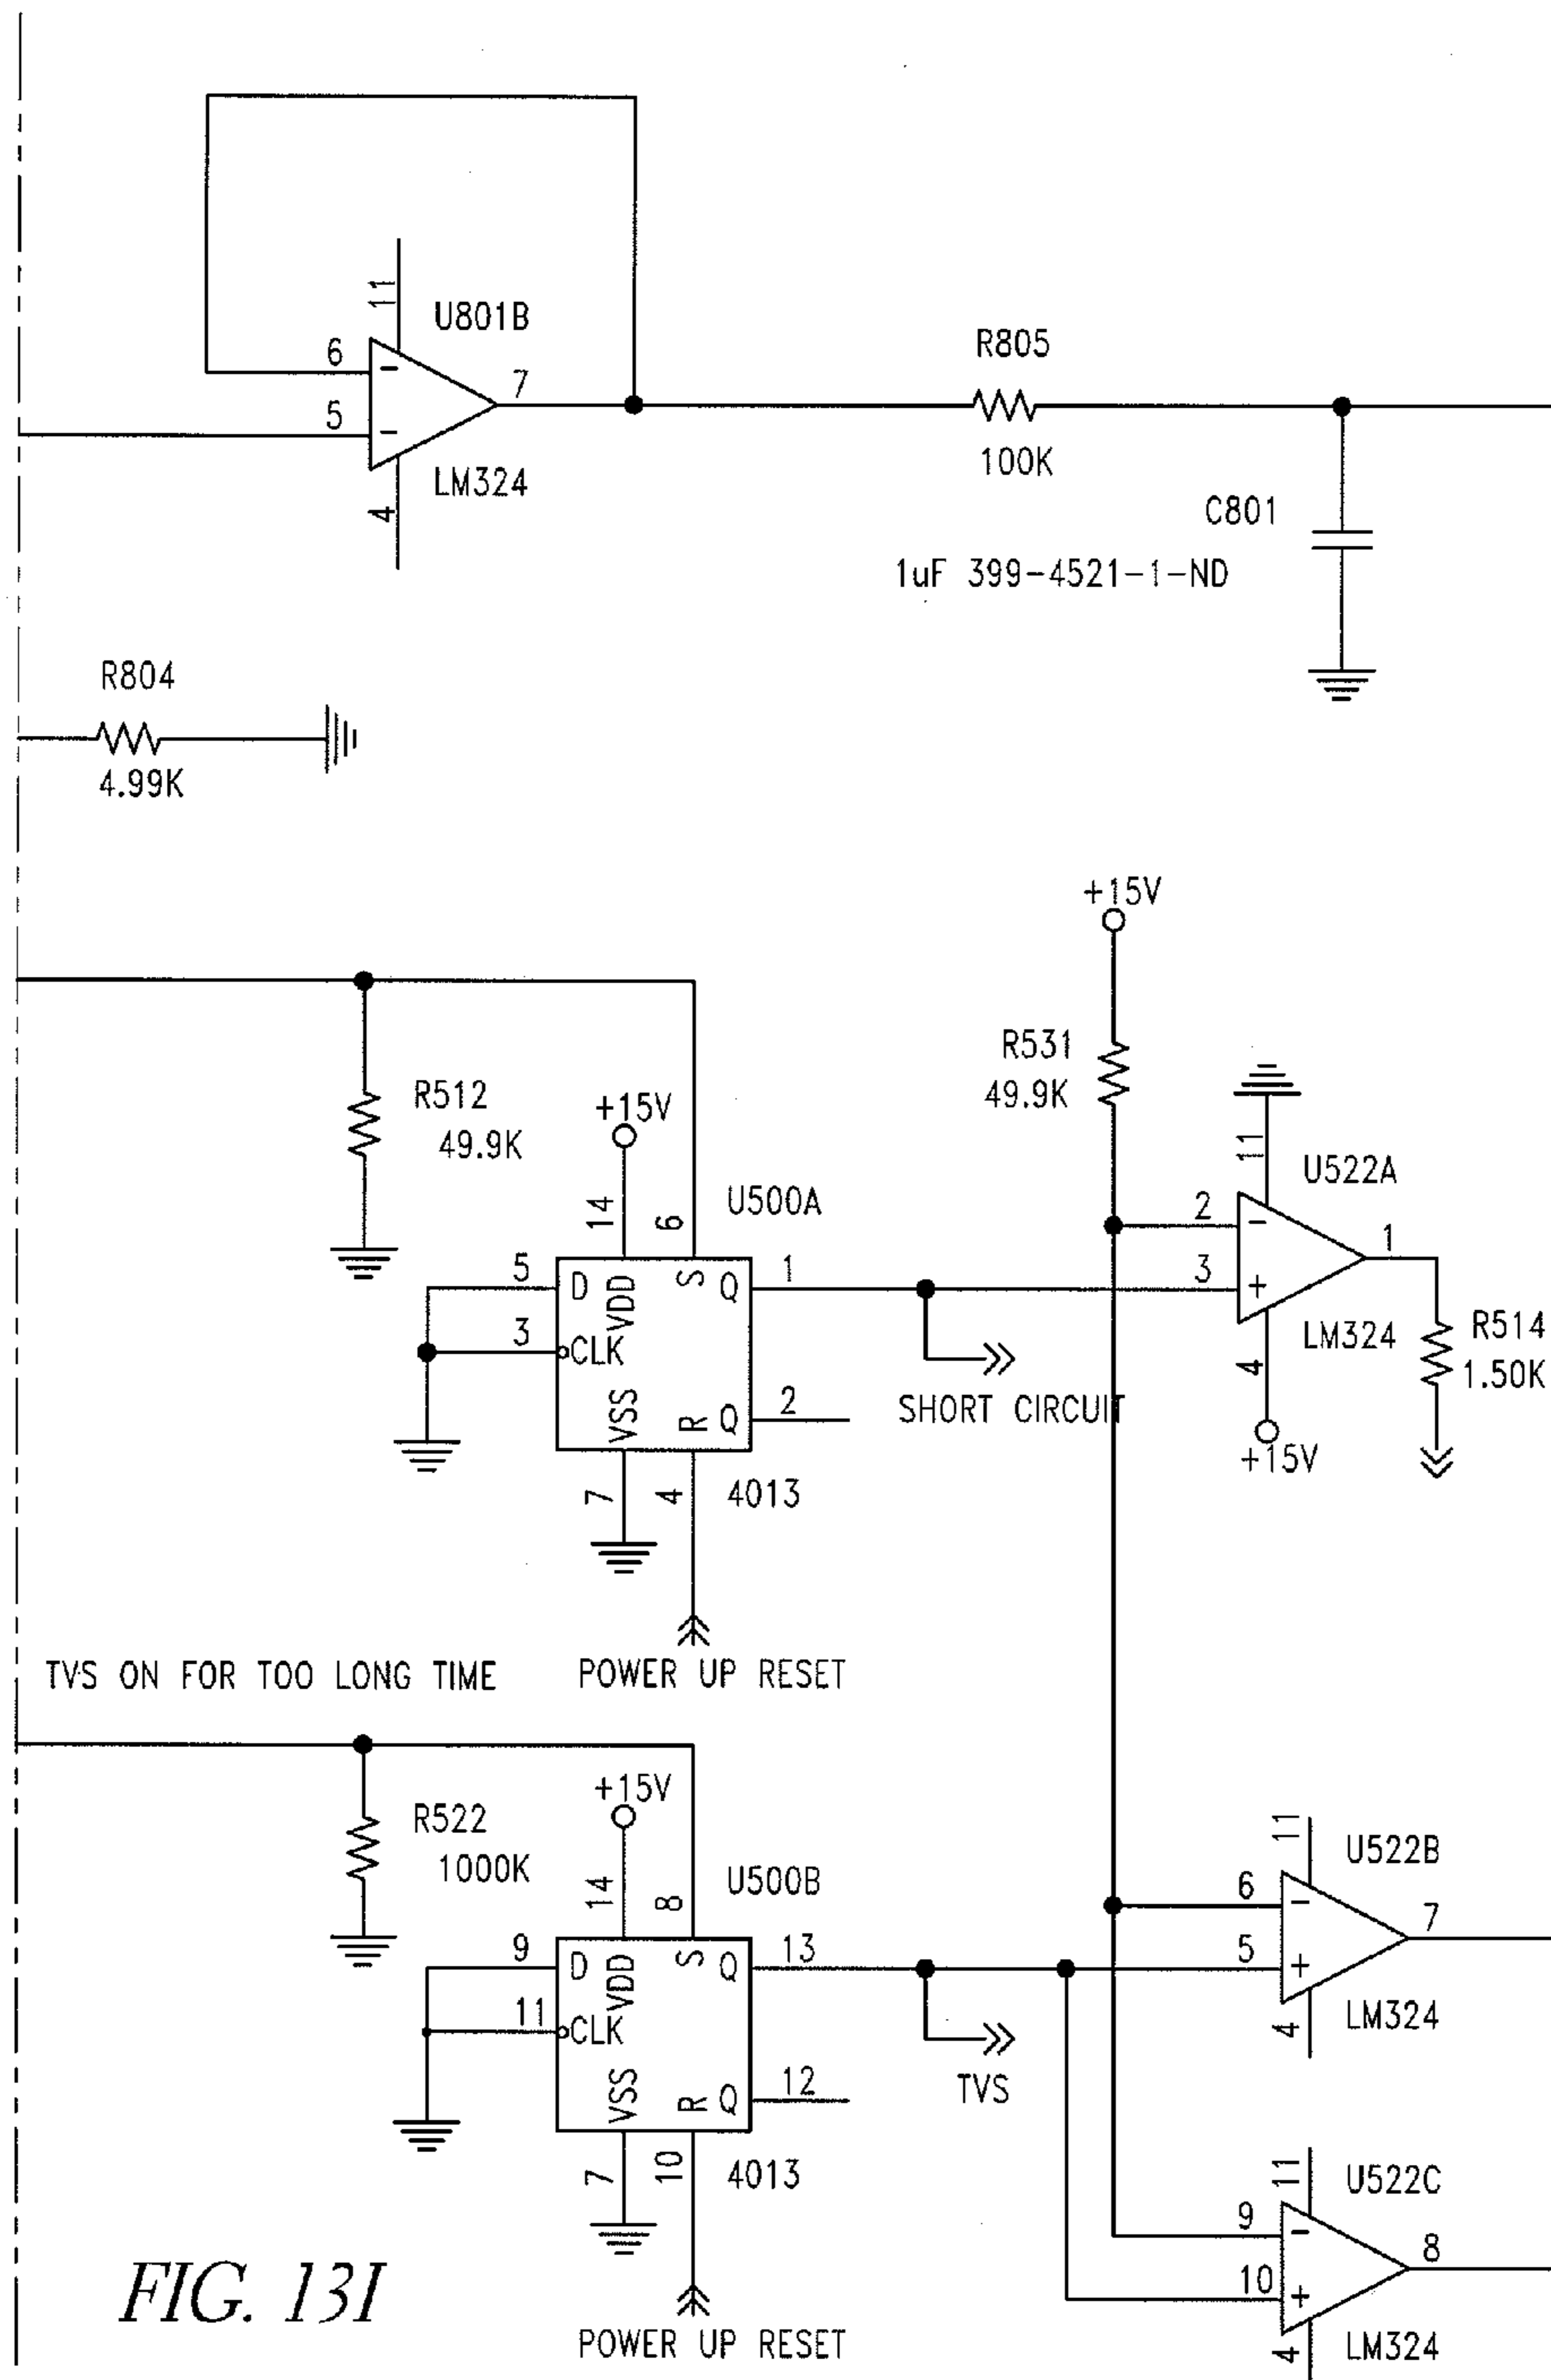 11
U801B
6
-
5
-
7
LM324
4
R805
100K
C801
1uF 399-4521-1-ND
R804
4.99K
+15V
R531
49.9K
R512
49.9K
+15V
14
6
U500A
5
D
VDD
S
Q
1
3
CLK
VSS
R
Q
2
7
4
4013
SHORT CIRCUIT
11
U522A
2
-
3
+
1
LM324
4
+15V
R514
1.50K
TVS ON FOR TOO LONG TIME
POWER UP RESET
R522
1000K
+15V
14
8
U500B
9
D
VDD
S
Q
13
11
CLK
VSS
R
Q
12
7
10
4013
TVS
11
U522B
6
-
5
+
7
LM324
4
11
U522C
9
-
10
+
8
LM324
4
POWER UP RESET
FIG. 13I